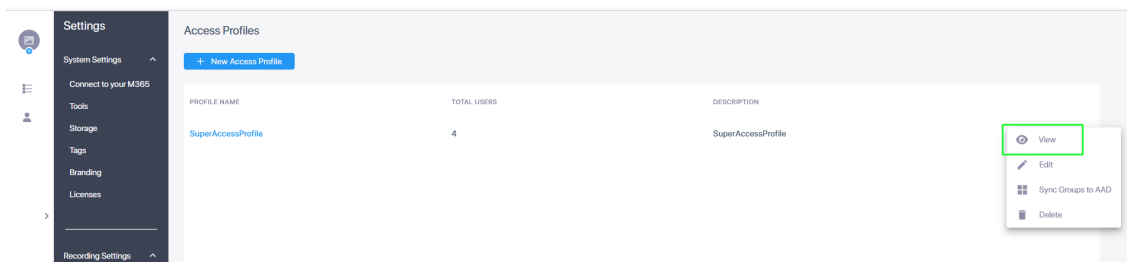 Settings
System Settings
Connect to your M365
Tools
Storage
Tags
Branding
Licenses
Recording Settings
Access Profiles
+ New Access Profile
PROFILE NAME TOTAL USERS DESCRIPTION
SuperAccessProfile 4 SuperAccessProfile
View
Edit
Sync Groups to AAD
Delete